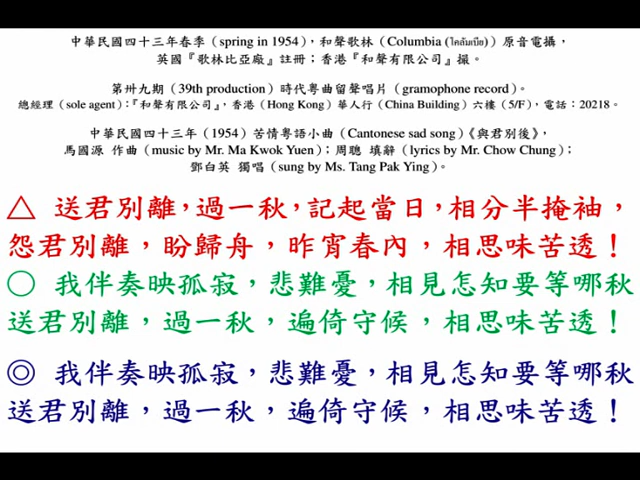 中華民國四十三年春季（spring in 1954），和聲歌林（Columbia (โคลัมเบีย)）原音電攝，
英國『歌林比亞廠』註冊；香港『和聲有限公司』撮。
第卅九期（39th production）時代粵曲留聲唱片（gramophone record）。
總經理（sole agent）：『和聲有限公司』，香港（Hong Kong）華人行（China Building）六樓（5/F)，電話：20218。
中華民國四十三年（1954）苦情粵語小曲（Cantonese sad song)《與君別後》，
馬國源 作曲（music by Mr. Ma Kwok Yuen）；周聰 填辭（lyrics by Mr. Chow Chung）；
鄧白英 獨唱（sung by Ms. Tang Pak Ying）。
△ 送君別離，過一秋，記起當日，相分半掩袖，
怨君別離，盼歸舟，昨宵春內，相思味苦透！
○ 我伴奏映孤寂，悲難憂，相見怎知要等哪秋
送君別離，過一秋，遍倚守候，相思味苦透！
◎ 我伴奏映孤寂，悲難憂，相見怎知要等哪秋
送君別離，過一秋，遍倚守候，相思味苦透！